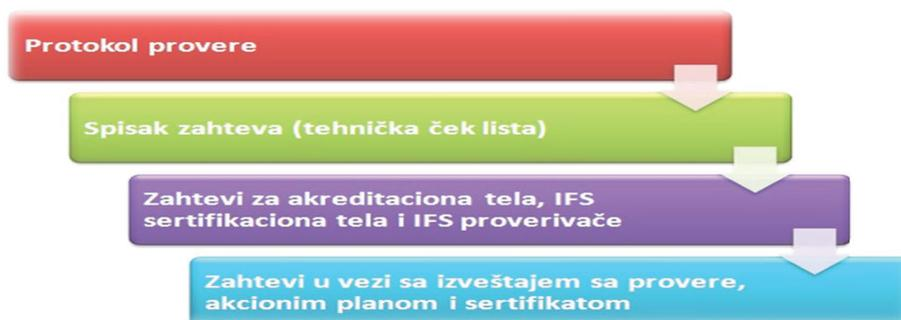 Protokol provere
Spisak zahteva (tehnička ček lista)
Zahtevi za akreditaciona tela, IFS
sertifikaciona tela i IFS proverivače
Zahtevi u vezi sa izveštajem sa provere,
akcionim planom i sertifikatom